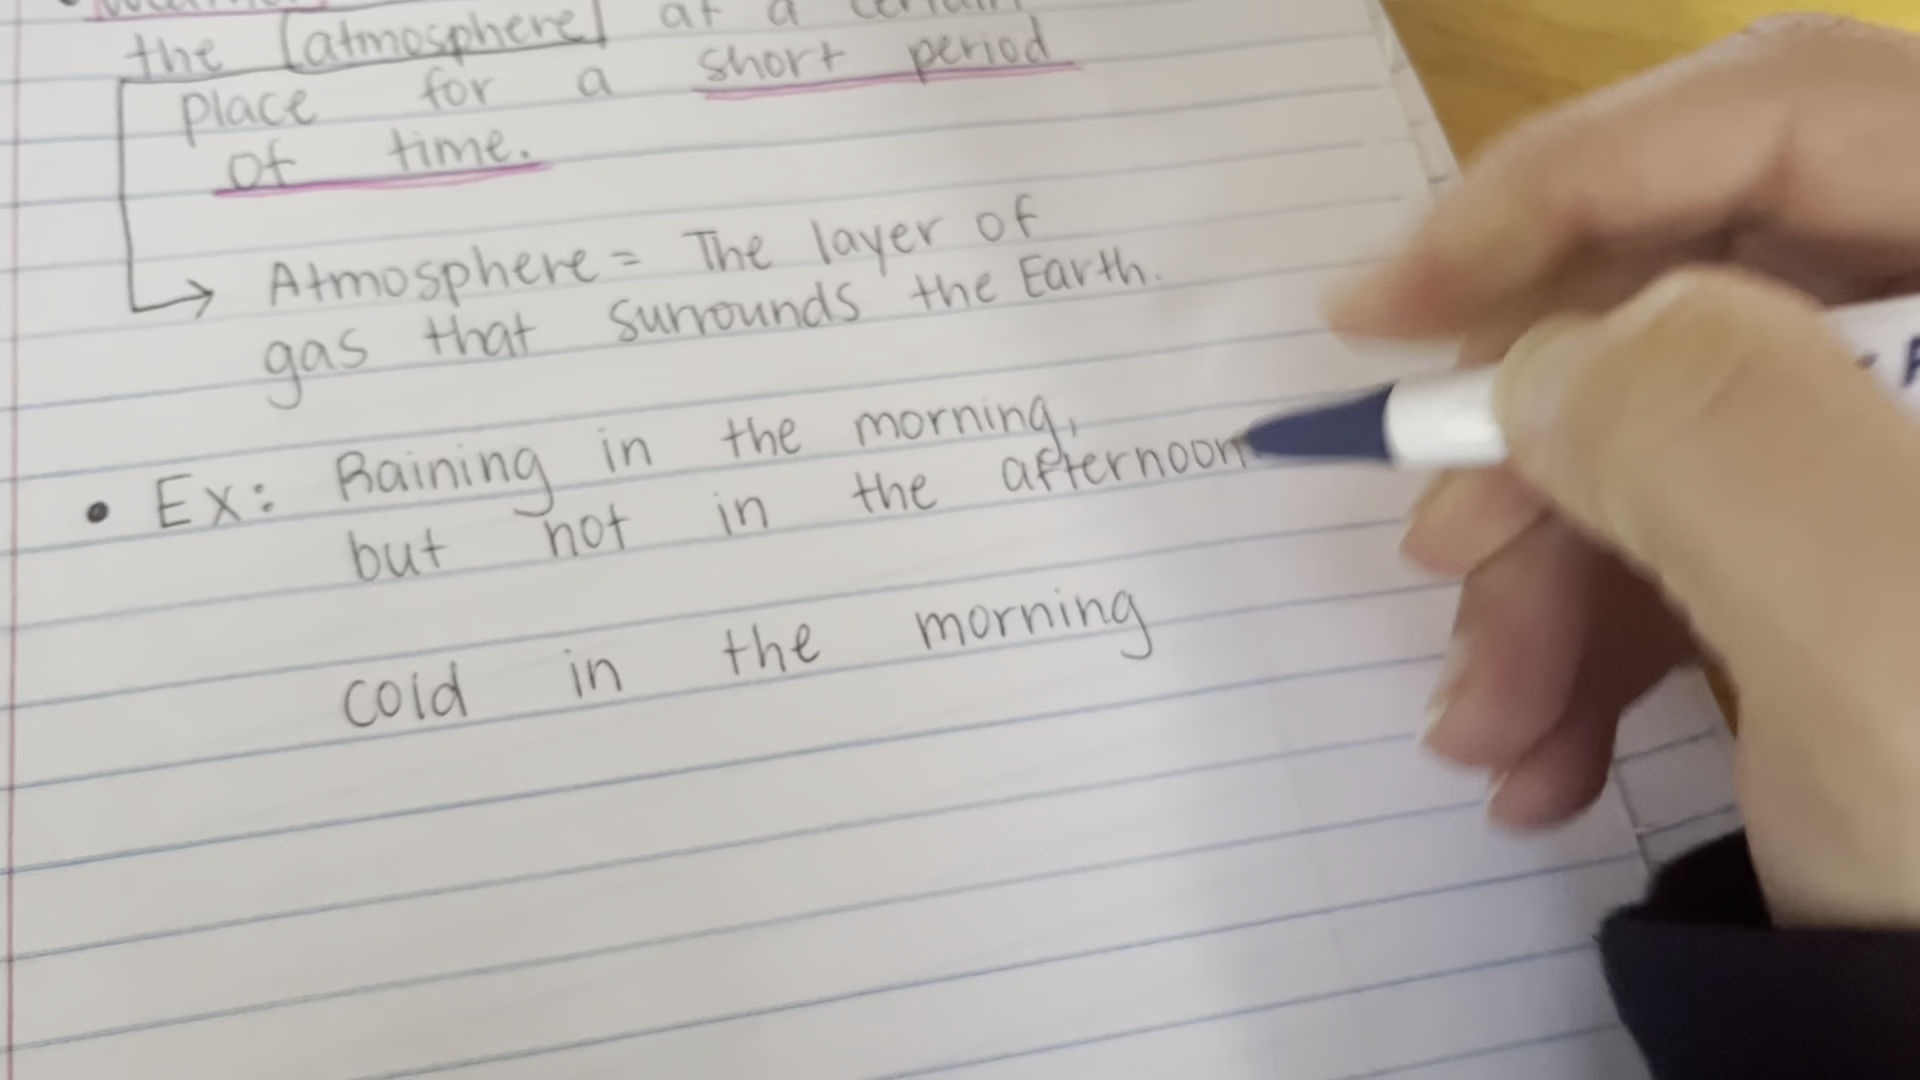 the [atmosphere] at a certain
place for a short period
of time.
→ Atmosphere = The layer of
gas that surrounds the Earth.
• Ex: Raining in the morning,
but not in the afternoon
cold in the morning